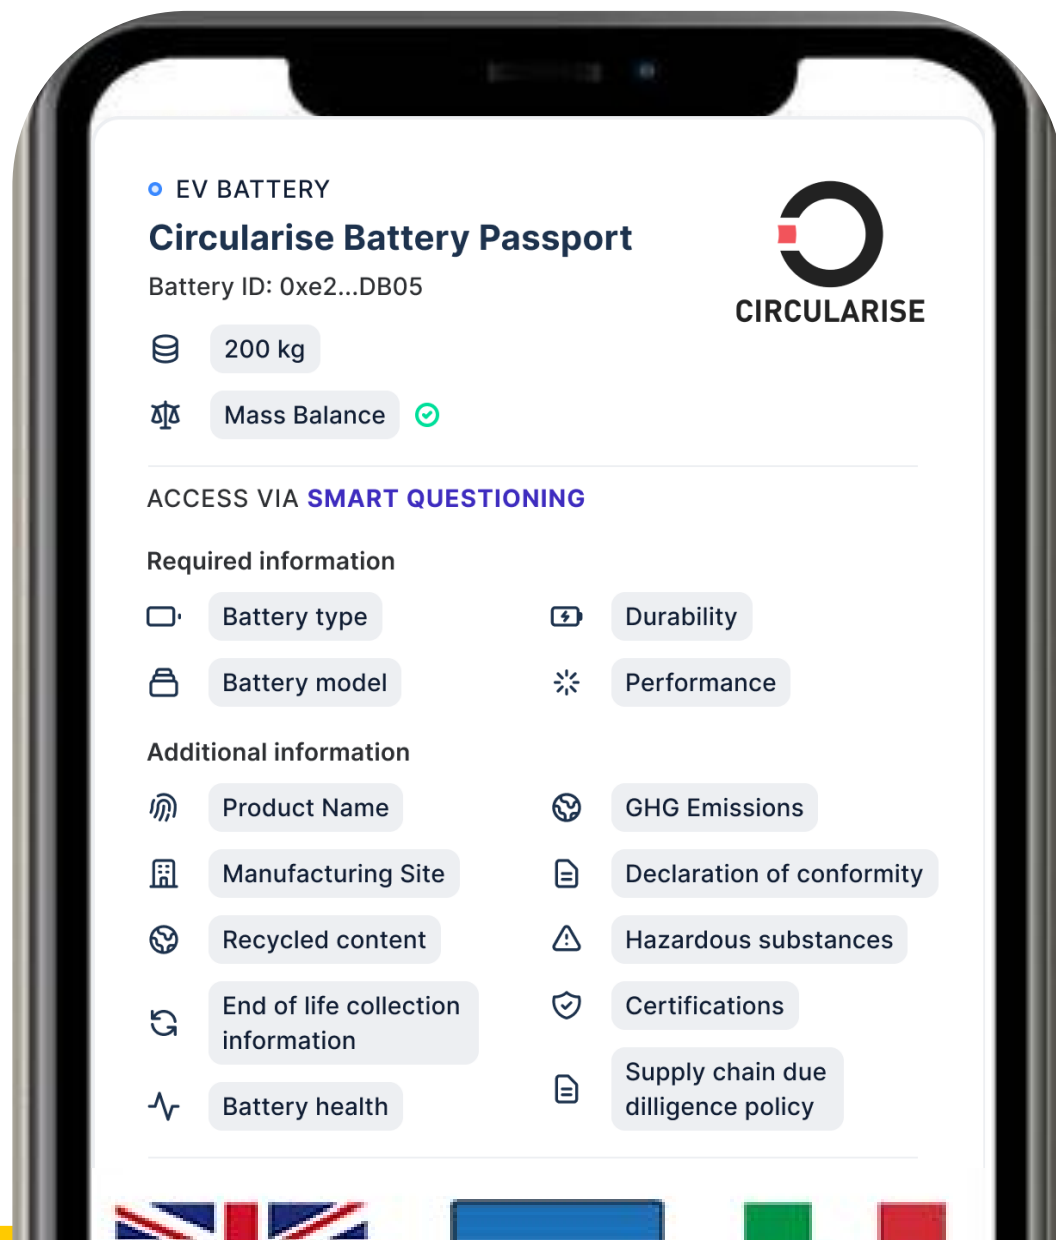 EV BATTERY
Circularise Battery Passport
Battery ID: 0xe2...DB05
CIRCULARISE
200 kg
Mass Balance
ACCESS VIA SMART QUESTIONING
Required information
Battery type
Durability
Battery model
Performance
Additional information
Product Name
GHG Emissions
Manufacturing Site
Declaration of conformity
Recycled content
Hazardous substances
End of life collection
information
Certifications
Battery health
Supply chain due
dilligence policy